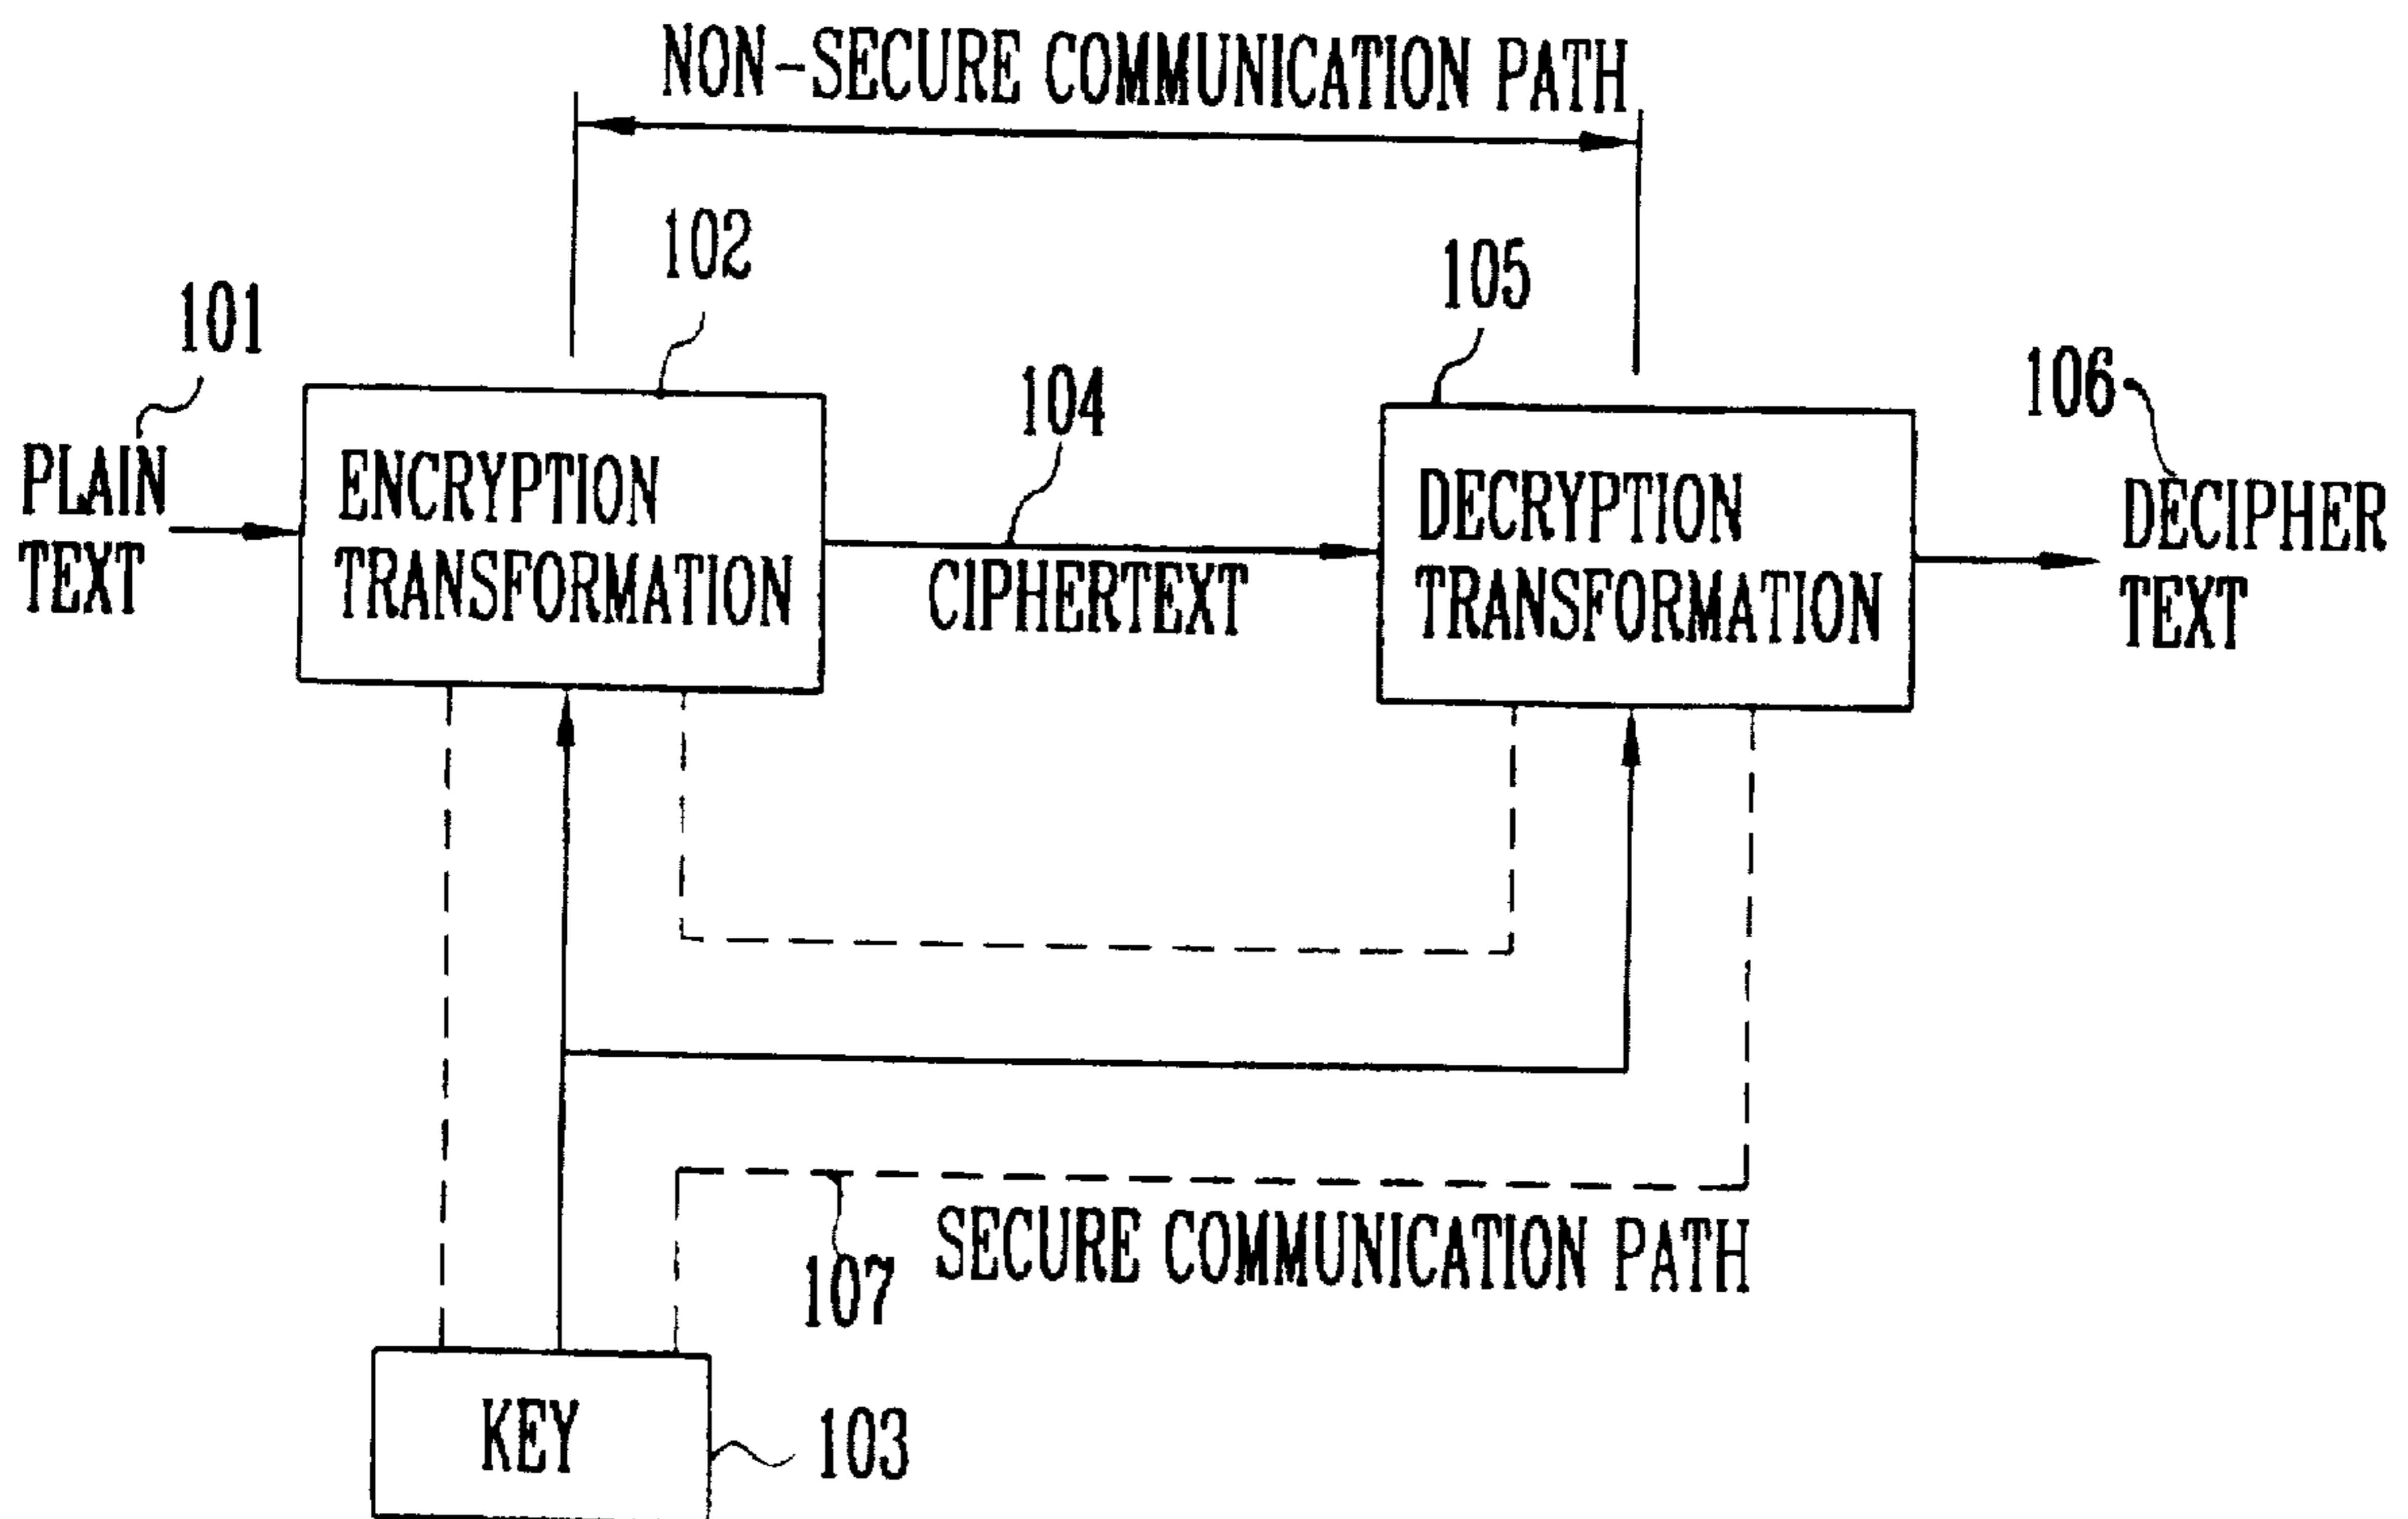 NON-SECURE COMMUNICATION PATH
102
105
101
106
104
PLAIN
TEXT
ENCRYPTION
TRANSFORMATION
CIPHERTEXT
DECRYPTION
TRANSFORMATION
DECIPHER
TEXT
107
SECURE COMMUNICATION PATH
KEY
103